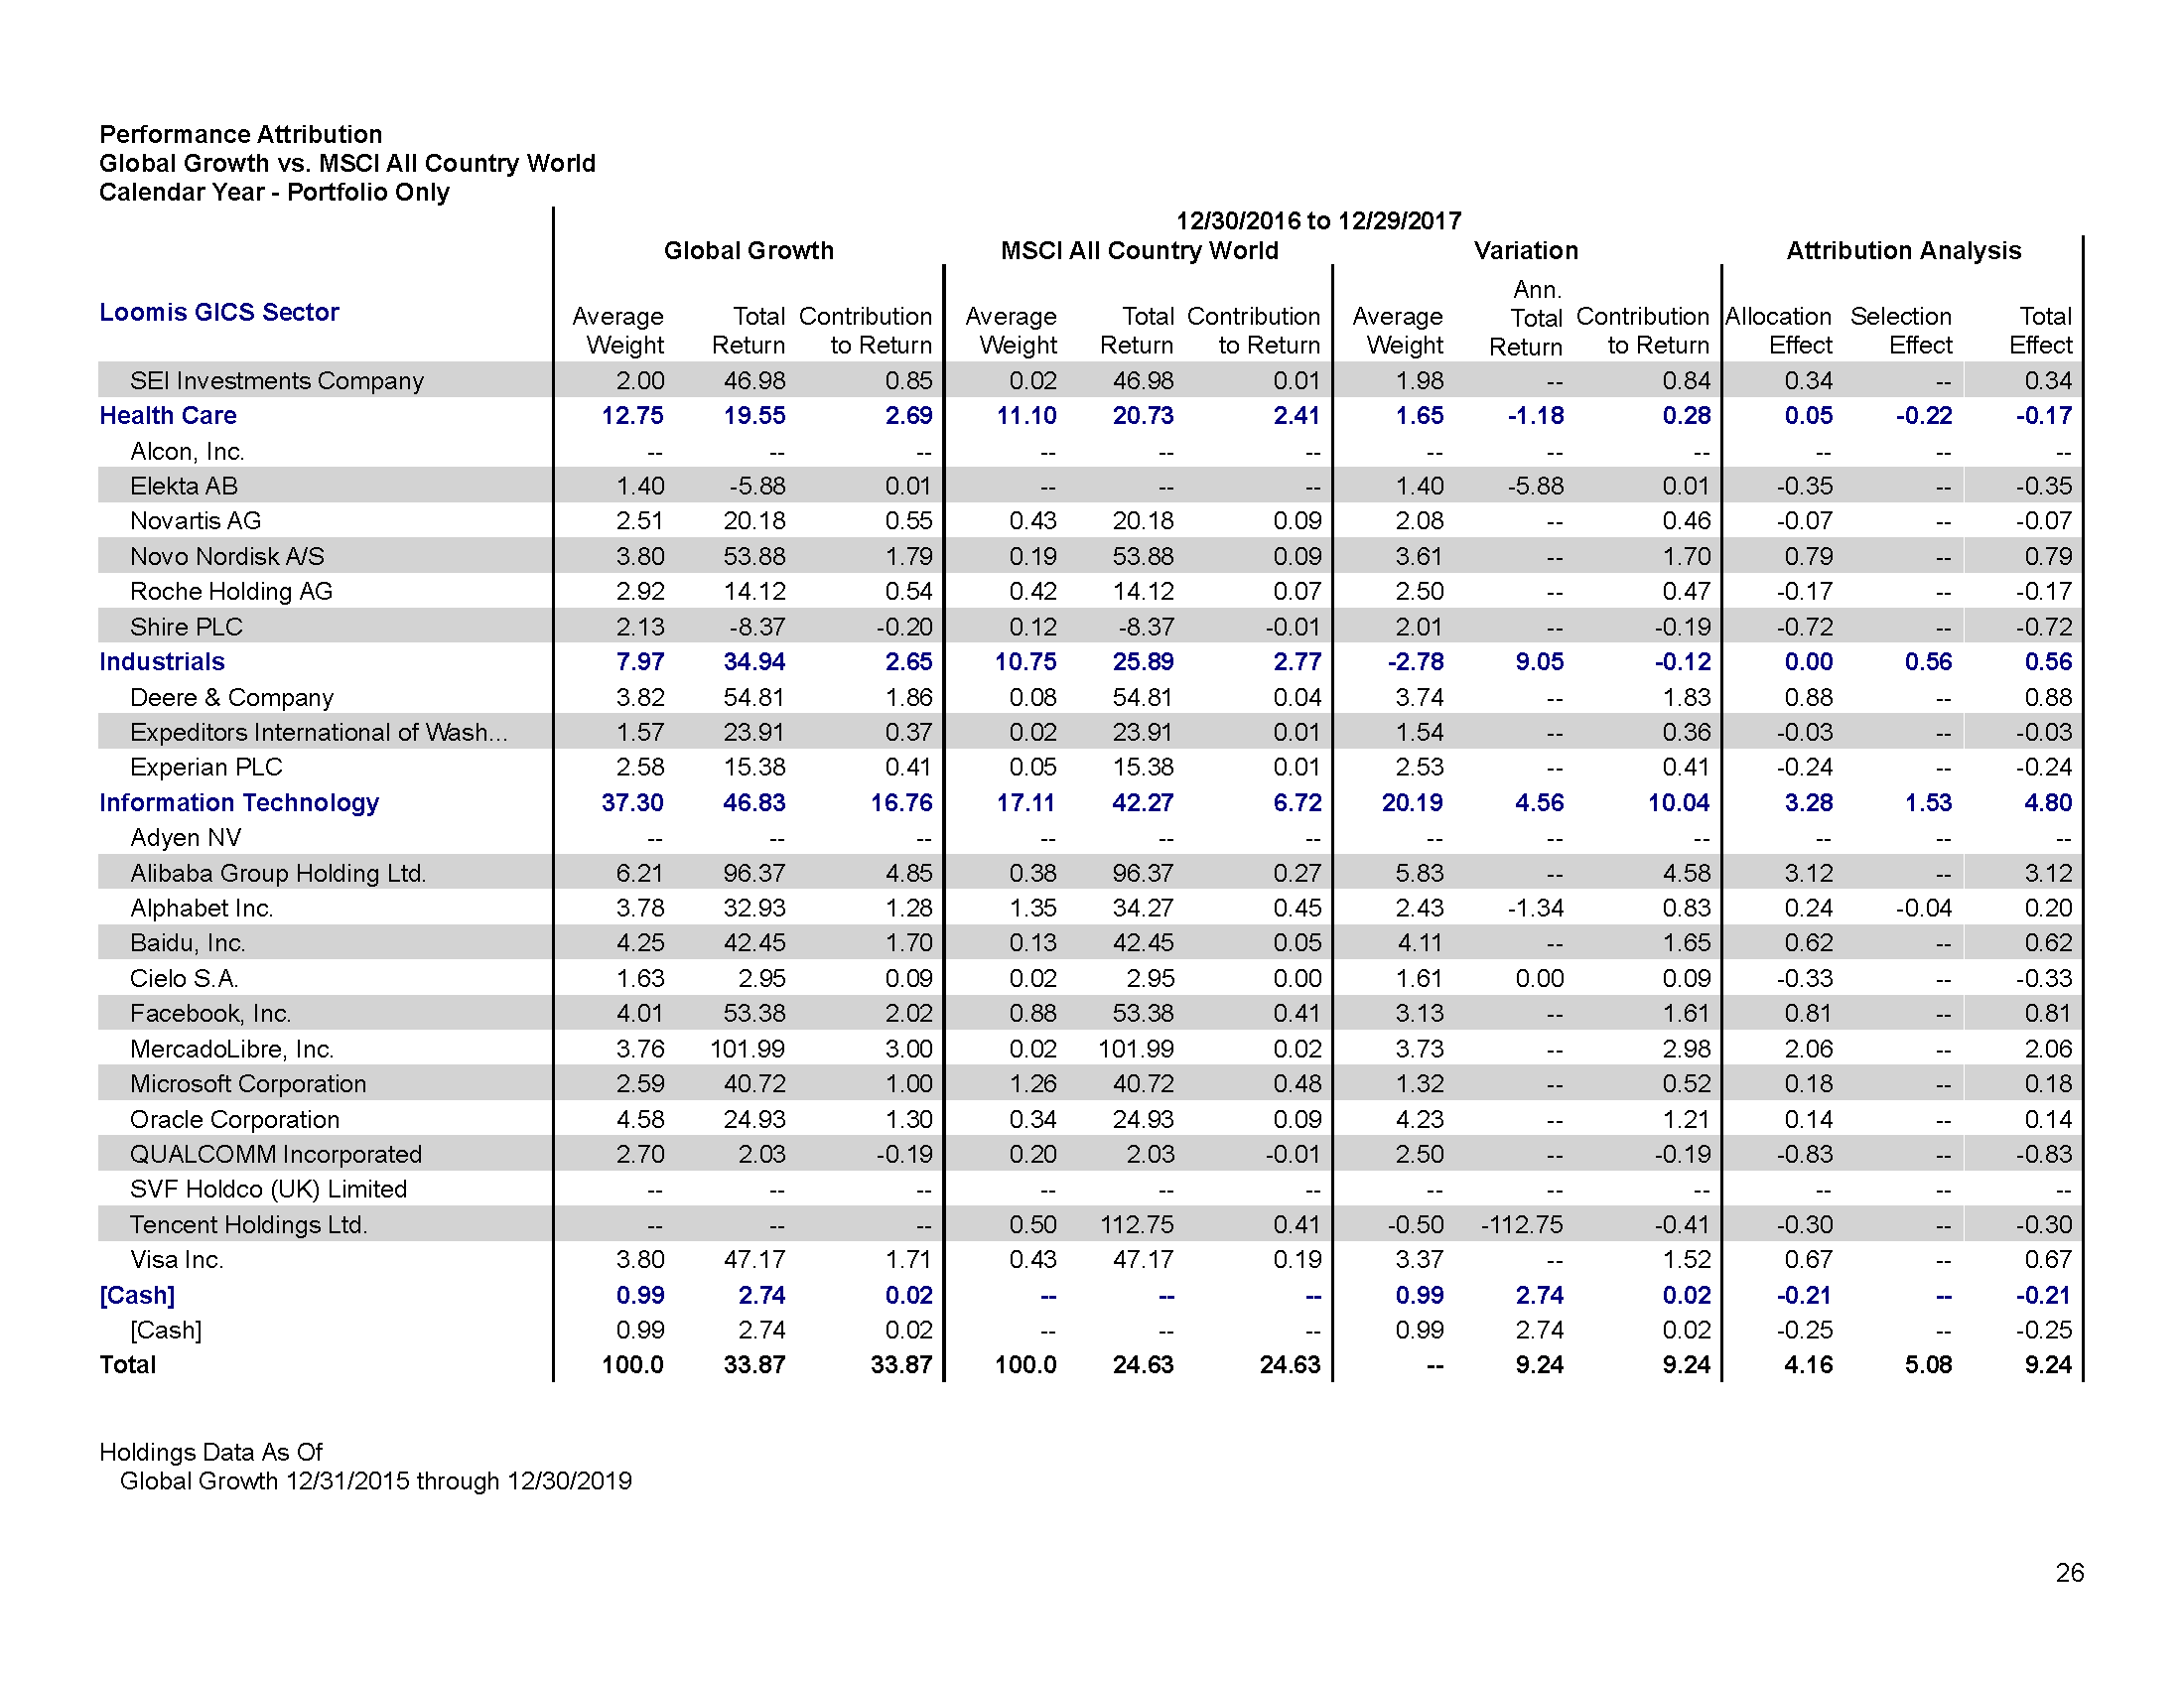 Performance Attribution
Global Growth vs. MSCI All Country World
Calendar Year - Portfolio Only
12/30/2016 to 12/29/2017
Global Growth MSCI All Country World Variation Attribution Analysis
Loomis GICS Sector Average Weight Total Return Contribution to Return Average Weight Total Return Contribution to Return Average Weight Ann. Total Return Contribution to Return Allocation Effect Selection Effect Total Effect
SEI Investments Company 2.00 46.98 0.85 0.02 46.98 0.01 1.98 -- 0.84 0.34 -- 0.34
Health Care 12.75 19.55 2.69 11.10 20.73 2.41 1.65 -1.18 0.28 0.05 -0.22 -0.17
Alcon, Inc. -- -- -- -- -- -- -- -- -- -- -- --
Elekta AB 1.40 -5.88 0.01 -- -- -- 1.40 -5.88 0.01 -0.35 -- -0.35
Novartis AG 2.51 20.18 0.55 0.43 20.18 0.09 2.08 -- 0.46 -0.07 -- -0.07
Novo Nordisk A/S 3.80 53.88 1.79 0.19 53.88 0.09 3.61 -- 1.70 0.79 -- 0.79
Roche Holding AG 2.92 14.12 0.54 0.42 14.12 0.07 2.50 -- 0.47 -0.17 -- -0.17
Shire PLC 2.13 -8.37 -0.20 0.12 -8.37 -0.01 2.01 -- -0.19 -0.72 -- -0.72
Industrials 7.97 34.94 2.65 10.75 25.89 2.77 -2.78 9.05 -0.12 0.00 0.56 0.56
Deere & Company 3.82 54.81 1.86 0.08 54.81 0.04 3.74 -- 1.83 0.88 -- 0.88
Expeditors International of Wash... 1.57 23.91 0.37 0.02 23.91 0.01 1.54 -- 0.36 -0.03 -- -0.03
Experian PLC 2.58 15.38 0.41 0.05 15.38 0.01 2.53 -- 0.41 -0.24 -- -0.24
Information Technology 37.30 46.83 16.76 17.11 42.27 6.72 20.19 4.56 10.04 3.28 1.53 4.80
Adyen NV -- -- -- -- -- -- -- -- -- -- -- --
Alibaba Group Holding Ltd. 6.21 96.37 4.85 0.38 96.37 0.27 5.83 -- 4.58 3.12 -- 3.12
Alphabet Inc. 3.78 32.93 1.28 1.35 34.27 0.45 2.43 -1.34 0.83 0.24 -0.04 0.20
Baidu, Inc. 4.25 42.45 1.70 0.13 42.45 0.05 4.11 -- 1.65 0.62 -- 0.62
Cielo S.A. 1.63 2.95 0.09 0.02 2.95 0.00 1.61 0.00 0.09 -0.33 -- -0.33
Facebook, Inc. 4.01 53.38 2.02 0.88 53.38 0.41 3.13 -- 1.61 0.81 -- 0.81
MercadoLibre, Inc. 3.76 101.99 3.00 0.02 101.99 0.02 3.73 -- 2.98 2.06 -- 2.06
Microsoft Corporation 2.59 40.72 1.00 1.26 40.72 0.48 1.32 -- 0.52 0.18 -- 0.18
Oracle Corporation 4.58 24.93 1.30 0.34 24.93 0.09 4.23 -- 1.21 0.14 -- 0.14
QUALCOMM Incorporated 2.70 2.03 -0.19 0.20 2.03 -0.01 2.50 -- -0.19 -0.83 -- -0.83
SVF Holdco (UK) Limited -- -- -- -- -- -- -- -- -- -- -- --
Tencent Holdings Ltd. -- -- -- 0.50 112.75 0.41 -0.50 -112.75 -0.41 -0.30 -- -0.30
Visa Inc. 3.80 47.17 1.71 0.43 47.17 0.19 3.37 -- 1.52 0.67 -- 0.67
[Cash] 0.99 2.74 0.02 -- -- -- 0.99 2.74 0.02 -0.21 -- -0.21
[Cash] 0.99 2.74 0.02 -- -- -- 0.99 2.74 0.02 -0.25 -- -0.25
Total 100.0 33.87 33.87 100.0 24.63 24.63 -- 9.24 9.24 4.16 5.08 9.24
Holdings Data As Of
Global Growth 12/31/2015 through 12/30/2019
26